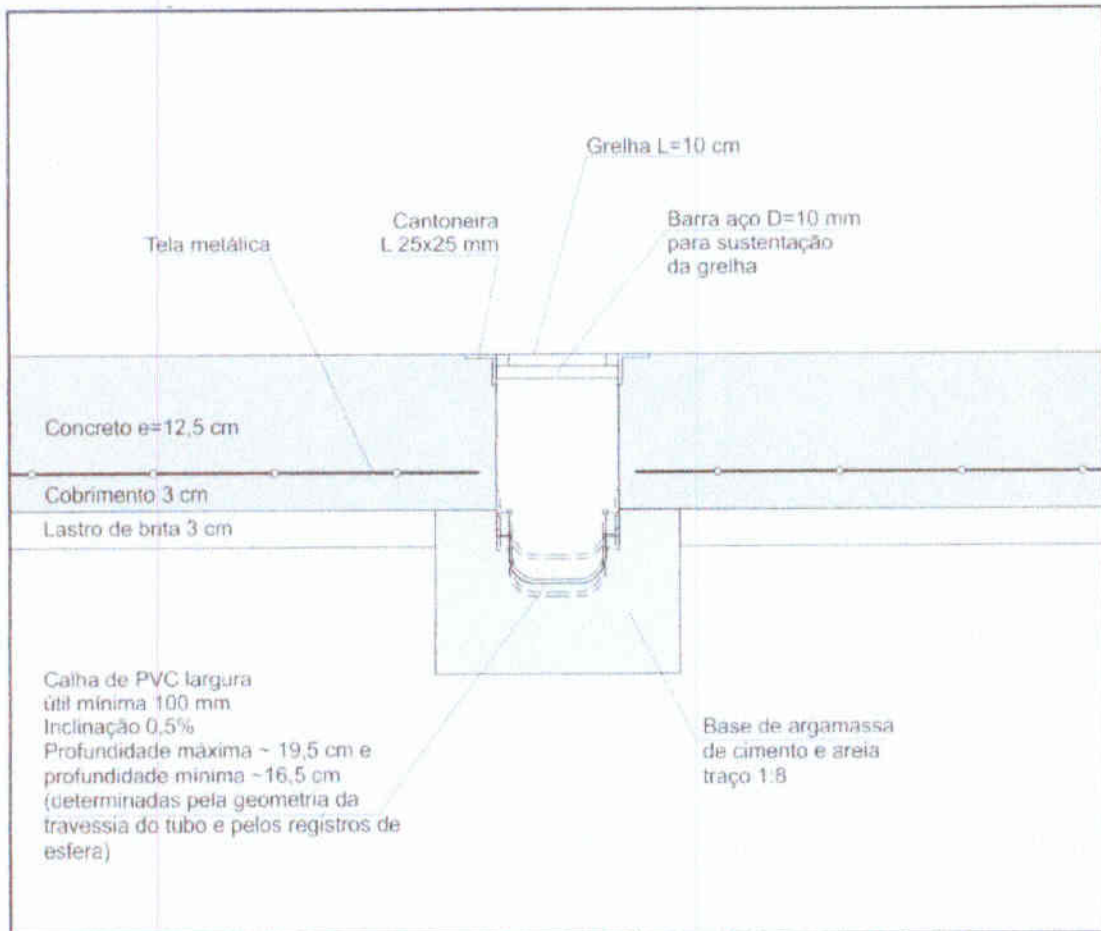 Grelha L=10 cm
Cantoneira
L 25x25 mm
Barra aço D=10 mm
para sustentação
da grelha
Tela metálica
Concreto e=12,5 cm
Cobrimento 3 cm
Lastro de brita 3 cm
Calha de PVC largura
útil mínima 100 mm
Inclinação 0,5%
Profundidade máxima ~ 19,5 cm e
profundidade mínima ~16,5 cm
(determinadas pela geometria da
travessia do tubo e pelos registros de
esfera)
Base de argamassa
de cimento e areia
traço 1:8